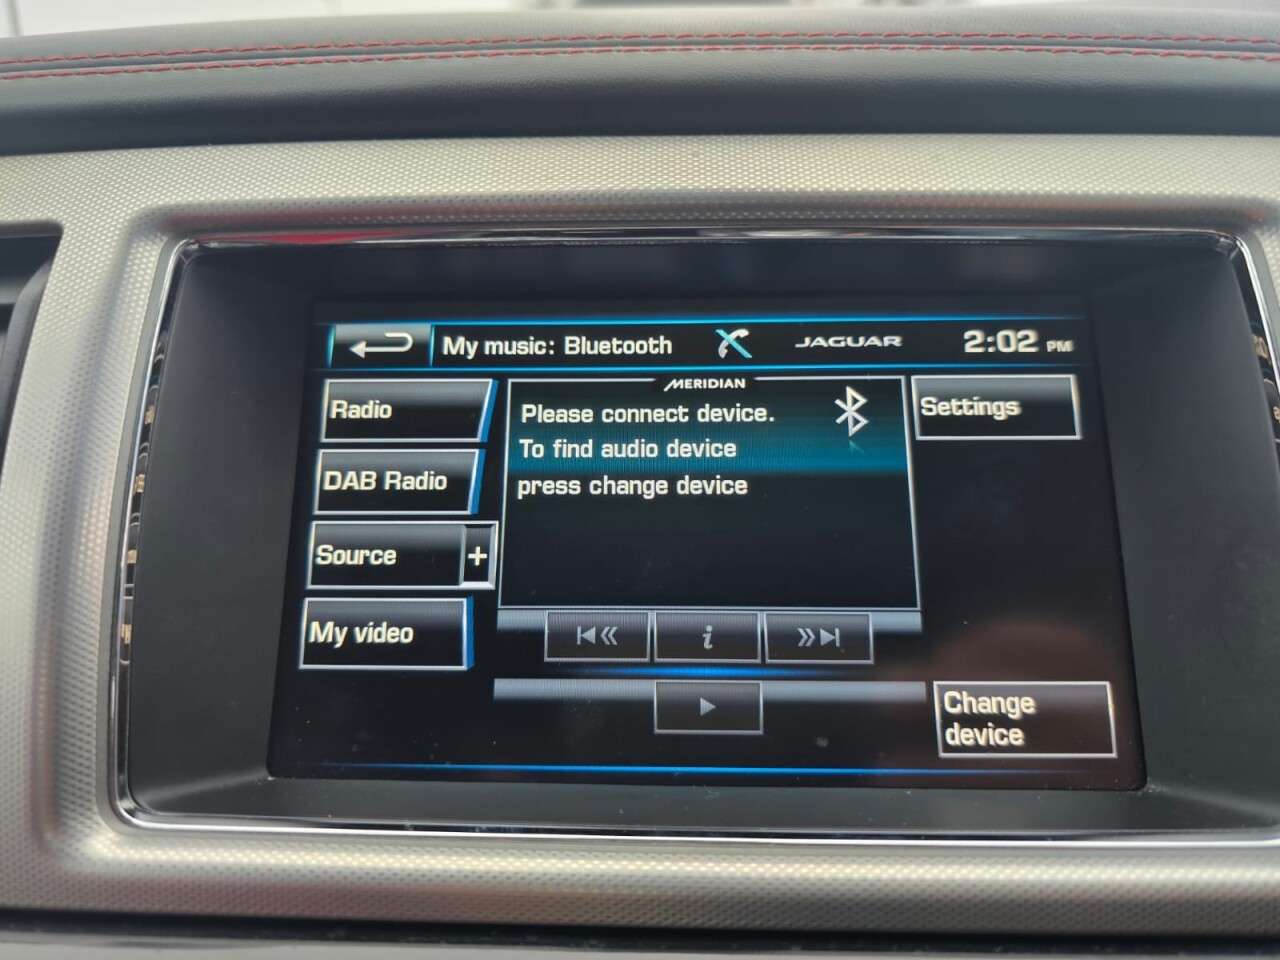 My music: Bluetooth
JAGUAR
2:02 PM
Radio
DAB Radio
Source +
My video
MERIDIAN
Please connect device.
To find audio device
press change device
i
Settings
Change
device